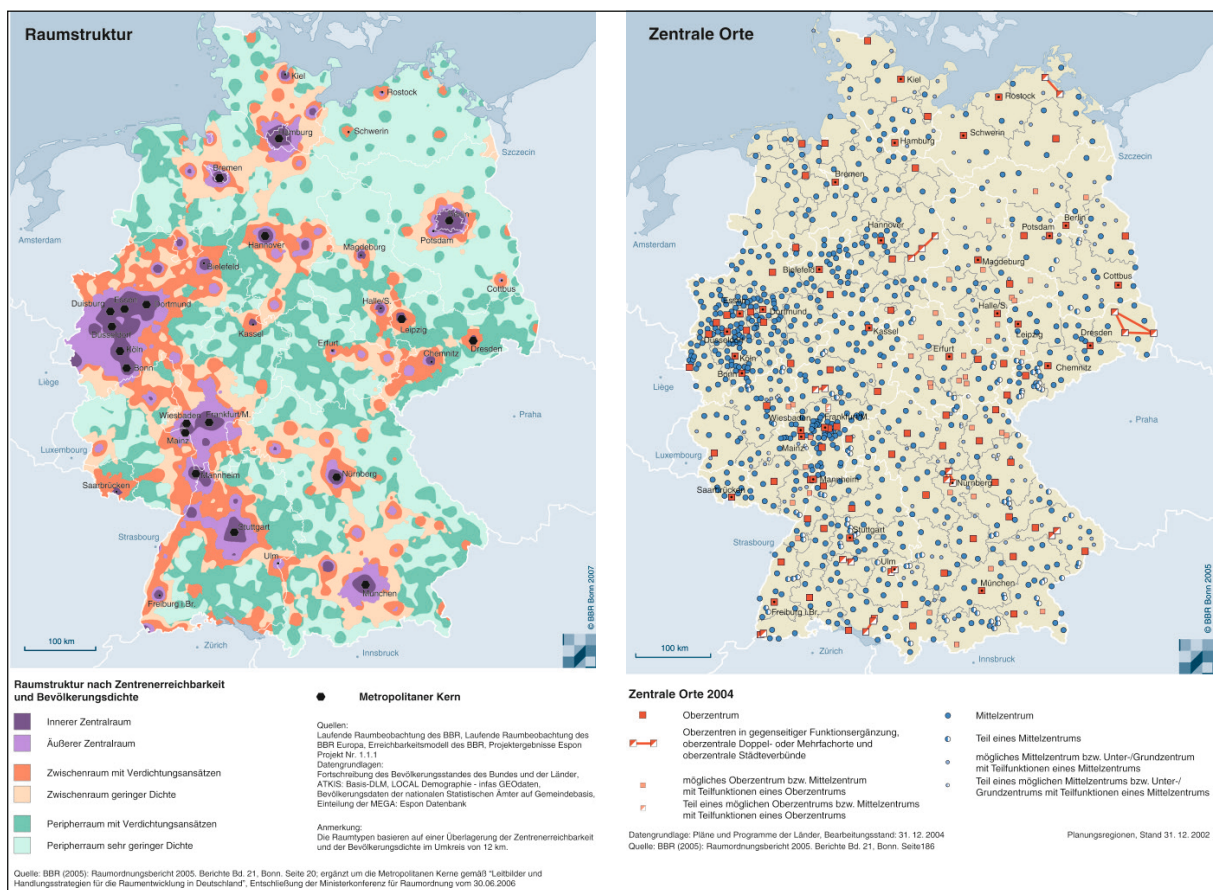 Raumstruktur
Kiel
Rostock
Hamburg
Schwerin
Szczecin
Bremen
Amsterdam
Hannover
Potsdam
Magdeburg
Bielefeld
Cottbus
Duisburg
Dortmund
Halle/S.
Leipzig
Kassel
Düsseldorf
Erfurt
Dresden
Köln
Chemnitz
Bonn
Liège
Praha
Wiesbaden
Frankfurt/M.
Mainz
Luxembourg
Mannheim
Nürnberg
Saarbrücken
Stuttgart
Strasbourg
Ulm
München
Freiburg i.Br.
Zürich
Innsbruck
100 km
© BBR Bonn 2007
Raumstruktur nach Zentrenerreichbarkeit
und Bevölkerungsdichte
Innerer Zentralraum
Äußerer Zentralraum
Zwischenraum mit Verdichtungsansätzen
Zwischenraum geringer Dichte
Peripherraum mit Verdichtungsansätzen
Peripherraum sehr geringer Dichte
Metropolitaner Kern
Quellen:
Laufende Raumbeobachtung des BBR, Laufende Raumbeobachtung des
BBR Europa, Erreichbarkeitsmodell des BBR, Projektergebnisse Espon
Projekt Nr. 1.1.1
Datengrundlagen:
Fortschreibung des Bevölkerungsstandes des Bundes und der Länder,
ATKIS: Basis-DLM, LOCAL Demographie - infas GEOdaten,
Bevölkerungsdaten der nationalen Statistischen Ämter auf Gemeindebasis,
Einteilung der MEGA: Espon Datenbank
Anmerkung:
Die Raumtypen basieren auf einer Überlagerung der Zentrenerreichbarkeit
und der Bevölkerungsdichte im Umkreis von 12 km.
Quelle: BBR (2005): Raumordnungsbericht 2005. Berichte Bd. 21, Bonn. Seite 20; ergänzt um die Metropolitanen Kerne gemäß "Leitbilder und
Handlungsstrategien für die Raumentwicklung in Deutschland", Entschließung der Ministerkonferenz für Raumordnung vom 30.06.2006
Zentrale Orte
Kiel
Rostock
Schwerin
Hamburg
Szczecin
Bremen
Amsterdam
Hannover
Berlin
Potsdam
Bielefeld
Magdeburg
Cottbus
Essen
Dortmund
Halle/S.
Leipzig
Düsseldorf
Kassel
Dresden
Köln
Erfurt
Chemnitz
Bonn
Liège
Praha
Wiesbaden
Frankfurt/M.
Mainz
Luxembourg
Mannheim
Nürnberg
Saarbrücken
Stuttgart
Strasbourg
Ulm
München
Freiburg i.Br.
Zürich
Innsbruck
100 km
© BBR Bonn 2005
Zentrale Orte 2004
Oberzentrum
Oberzentren in gegenseitiger Funktionsergänzung,
oberzentrale Doppel- oder Mehrfachorte und
oberzentrale Städteverbünde
mögliches Oberzentrum bzw. Mittelzentrum
mit Teilfunktionen eines Oberzentrums
Teil eines möglichen Oberzentrums bzw. Mittelzentrums
mit Teilfunktionen eines Oberzentrums
Mittelzentrum
Teil eines Mittelzentrums
mögliches Mittelzentrum bzw. Unter-/Grundzentrum
mit Teilfunktionen eines Mittelzentrums
Teil eines möglichen Mittelzentrums bzw. Unter-/
Grundzentrums mit Teilfunktionen eines Mittelzentrums
Datengrundlage: Pläne und Programme der Länder, Bearbeitungsstand: 31. 12. 2004
Planungsregionen, Stand 31. 12. 2002
Quelle: BBR (2005): Raumordnungsbericht 2005. Berichte Bd. 21, Bonn. Seite186